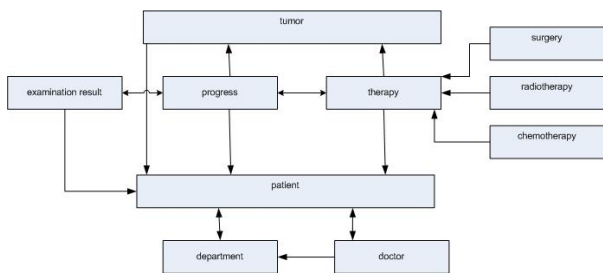 tumor
surgery
examination result
progress
therapy
radiotherapy
chemotherapy
patient
department
doctor